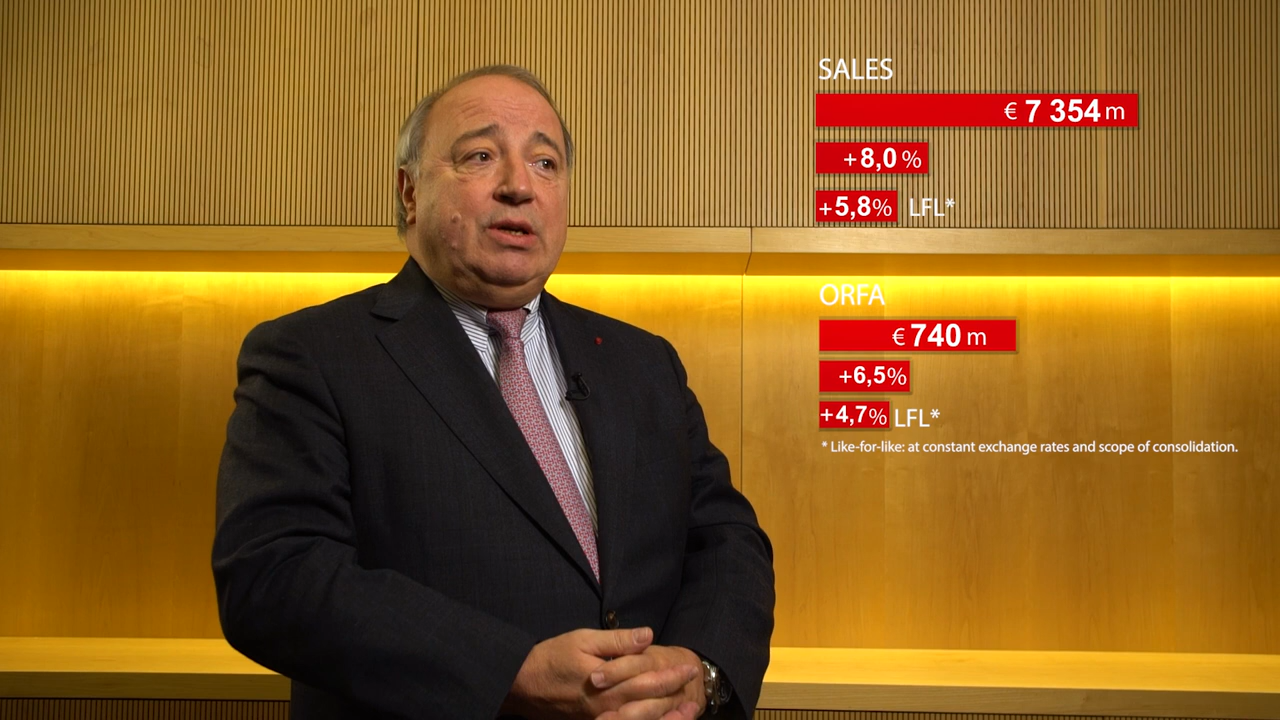 SALES
€ 7 354 m
+8,0 %
+5,8% LFL*
ORFA
€ 740 m
+6,5%
+4,7% LFL*
* Like-for-like: at constant exchange rates and scope of consolidation.